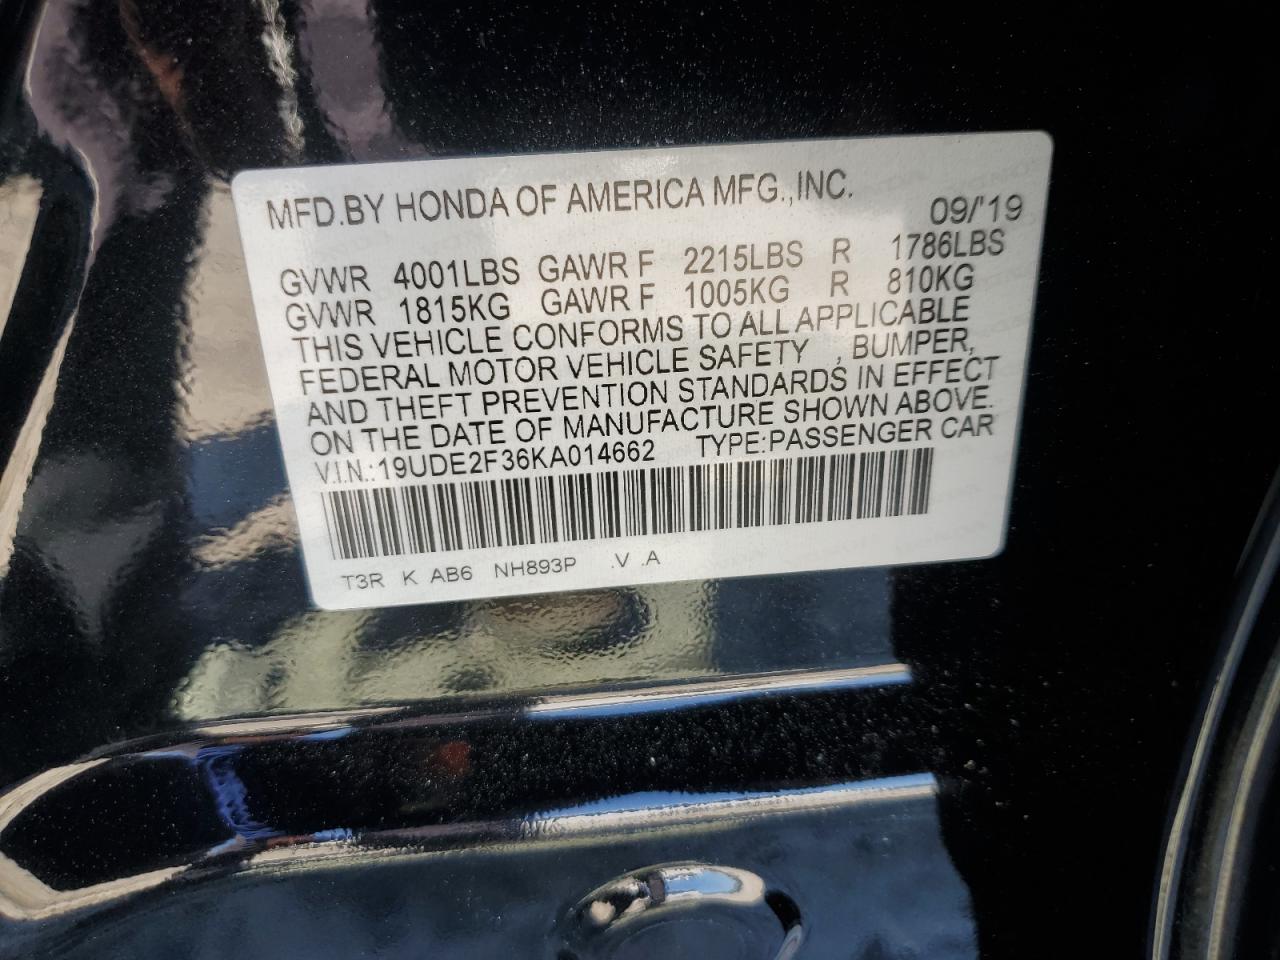 MFD.BY HONDA OF AMERICA MFG.,INC.
09/'19
GVWR 4001LBS GAWR F 2215LBS R 1786LBS
GVWR 1815KG GAWR F 1005KG R 810KG
THIS VEHICLE CONFORMS TO ALL APPLICABLE
FEDERAL MOTOR VEHICLE SAFETY , BUMPER,
AND THEFT PREVENTION STANDARDS IN EFFECT
ON THE DATE OF MANUFACTURE SHOWN ABOVE.
V.I.N.:19UDE2F36KA014662 TYPE:PASSENGER CAR
T3R K AB6 NH893P .V .A